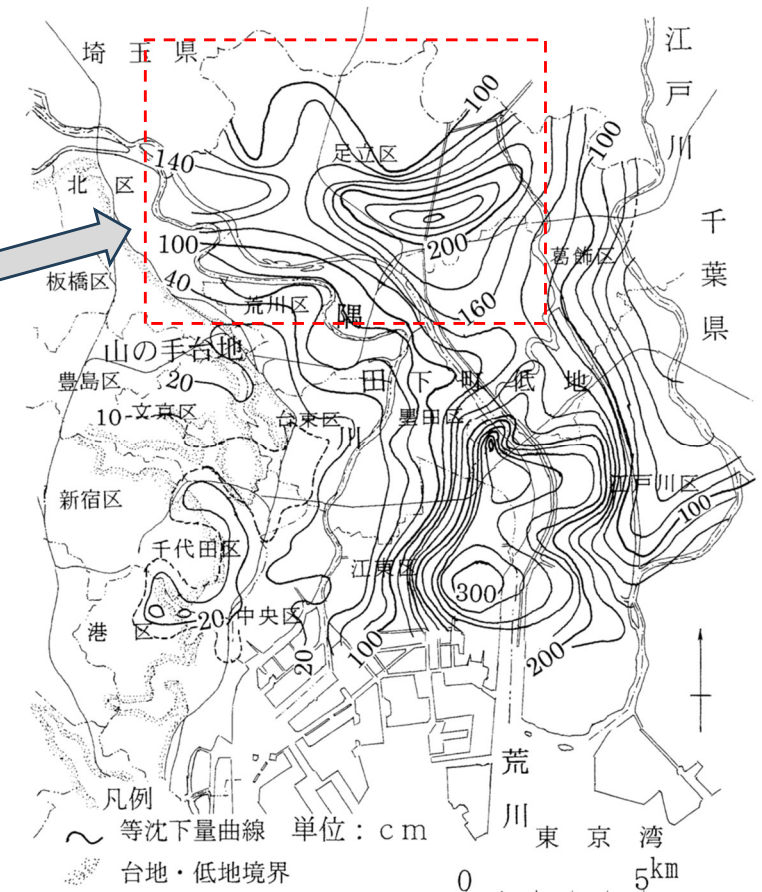 埼玉県
江戸川
100
足立区
100
140
北区
千葉県
100
200
葛飾区
板橋区
40
荒川区
隅
160
山の手台地
豊島区
20
田下町低地
10
文京区
台東区
墨田区
川
新宿区
江戸川区
100
千代田区
江東区
300
港区
20
中央区
20
100
200
荒川
凡例
等沈下量曲線 単位:cm
東京湾
台地・低地境界
0 5km